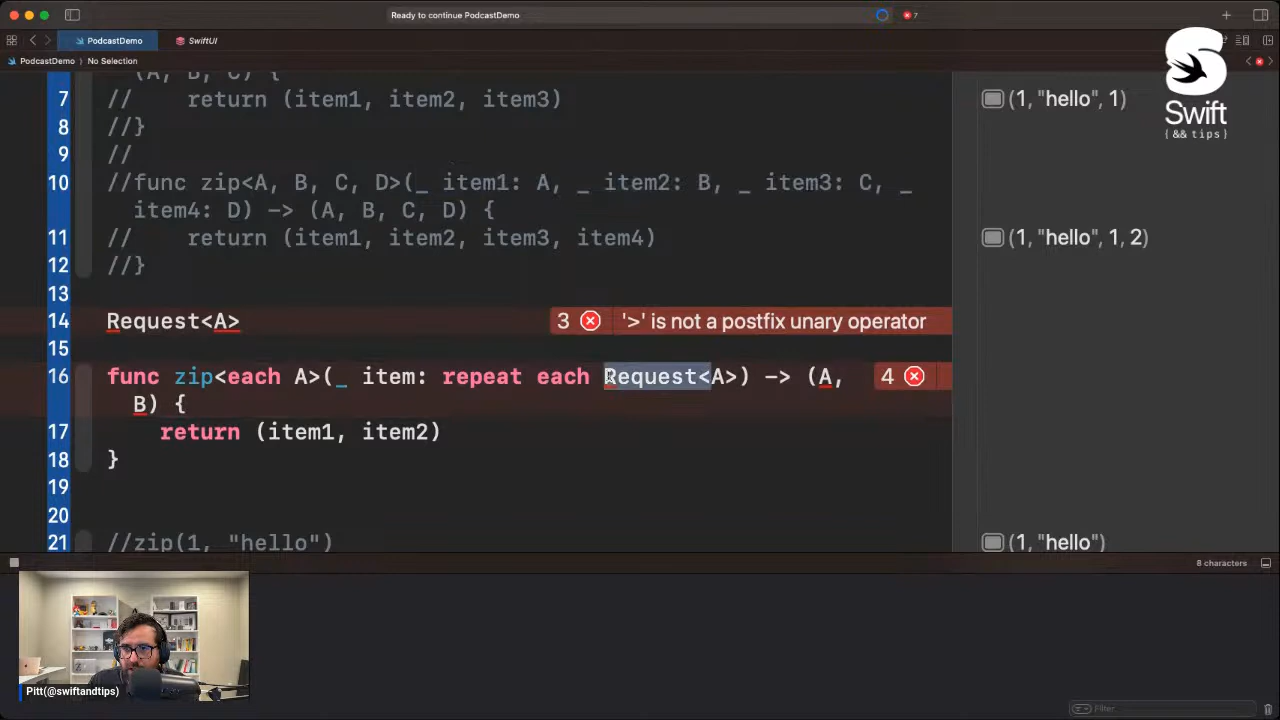 Ready to continue PodcastDemo
7
PodcastDemo
SwiftUI
PodcastDemo ⟩ No Selection
(A, B, C) {
7 //    return (item1, item2, item3)
8 //}
9 //
10 //func zip<A, B, C, D>(_ item1: A, _ item2: B, _ item3: C, _
item4: D) -> (A, B, C, D) {
11 //    return (item1, item2, item3, item4)
12 //}
13
14 Request<A>
3 '>' is not a postfix unary operator
15
16 func zip<each A>(_ item: repeat each Request<A>) -> (A,
4
B) {
17     return (item1, item2)
18 }
19
20
21 //zip(1, "hello")
(1, "hello", 1)
(1, "hello", 1, 2)
(1, "hello")
Swift
{ && tips }
8 characters
Pitt(@swiftandtips)
Filter